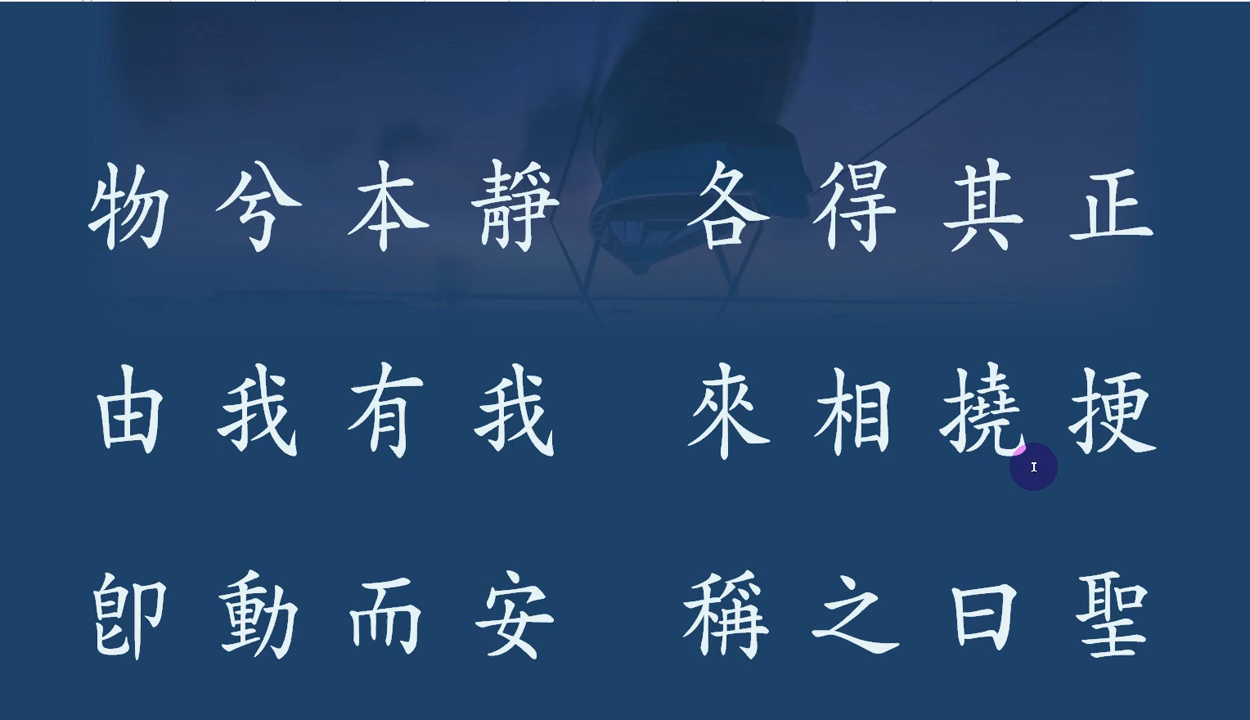 物兮本靜 各得其正
由我有我 來相撓挭
卽動而安 稱之曰聖